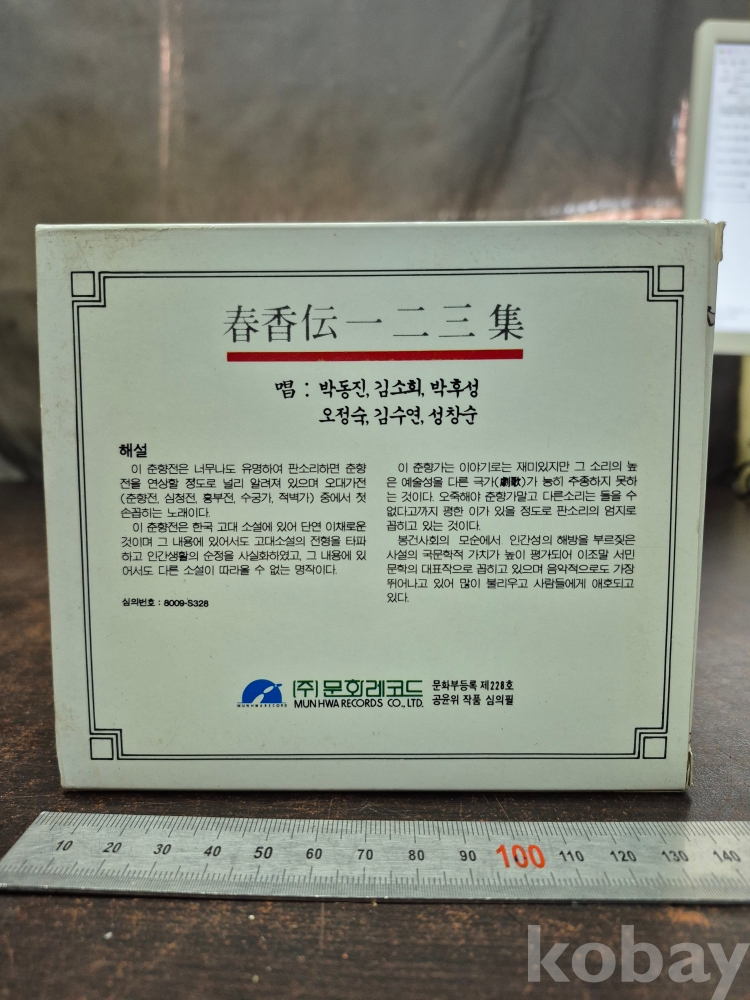 春香伝一二三集
唱 : 박동진, 김소희, 박후성
오정숙, 김수연, 성창순
해설
이 춘향전은 너무나도 유명하여 판소리하면 춘향
전을 연상할 정도로 널리 알려져 있으며 오대가전
(춘향전, 심청전, 흥부전, 수궁가, 적벽가) 중에서 첫
손꼽히는 노래이다.
이 춘향전은 한국 고대 소설에 있어 단연 이채로운
것이며 그 내용에 있어서도 고대소설의 전형을 타파
하고 인간생활의 순정을 사실화하였고, 그 내용에 있
어서도 다른 소설이 따라올 수 없는 명작이다.
심의번호 : 8009-S328
이 춘향가는 이야기로는 재미있지만 그 소리의 높
은 예술성을 다른 극가(劇歌)가 능히 추종하지 못하
는 것이다. 오죽해야 춘향가말고 다른소리는 들을 수
없다고까지 평한 이가 있을 정도로 판소리의 엄지로
꼽히고 있는 것이다.
봉건사회의 모순에서 인간성의 해방을 부르짖은
사설의 국문학적 가치가 높이 평가되어 이조말 서민
문학의 대표작으로 꼽히고 있으며 음악적으로도 가장
뛰어나고 있어 많이 불리우고 사람들에게 애호되고
있다.
MUNHWA RECORD
(주)문화레코드
MUN HWA RECORDS CO., LTD.
문화부등록 제228호
공윤위 작품 심의필
10 20 30 40 50 60 70 80 90 100 110 120 130 140
kobay